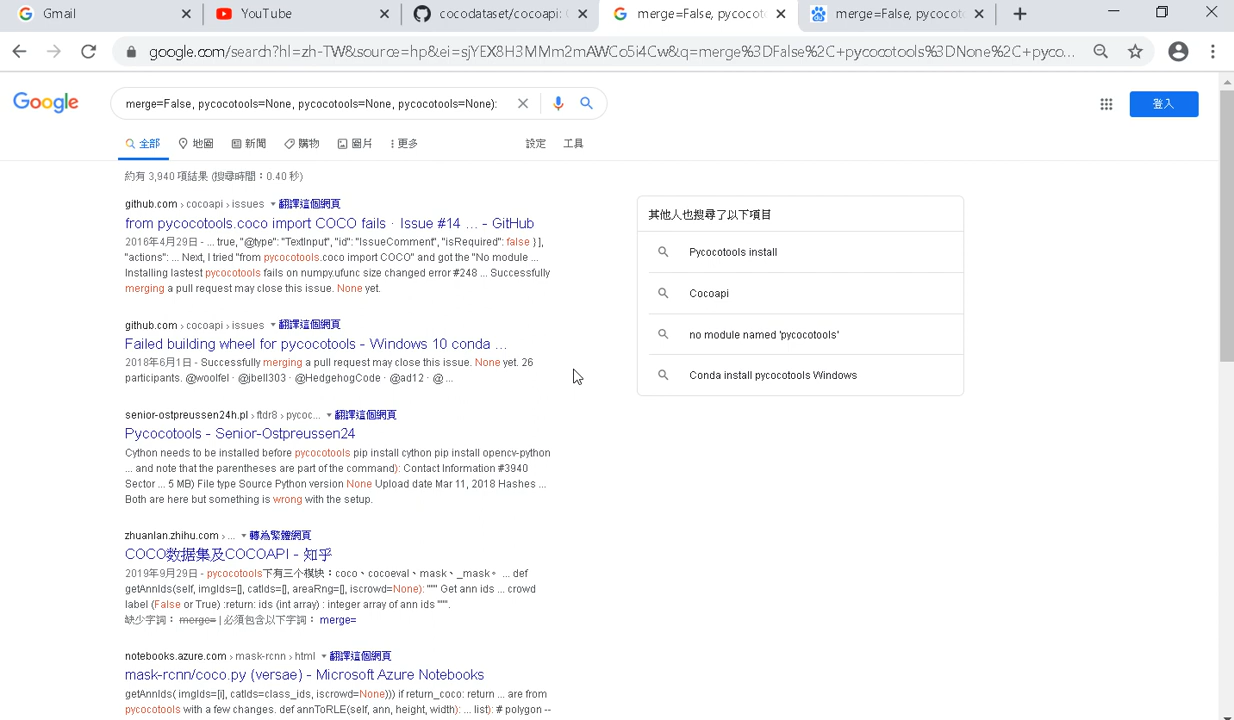 Gmail
YouTube
cocodataset/cocoapi: C
merge=False, pycocot
merge=False, pycocot
google.com/search?hl=zh-TW&source=hp&ei=sjYEX8H3MMm2mAWCo5i4Cw&q=merge%3DFalse%2C+pycocotools%3DNone%2C+pyco...
Google
merge=False, pycocotools=None, pycocotools=None, pycocotools=None):
登入
全部 地圖 新聞 購物 圖片 更多 設定 工具
約有 3,940 項結果 (搜尋時間：0.40 秒)
github.com › cocoapi › issues 翻譯這個網頁
from pycocotools.coco import COCO fails · Issue #14 ... - GitHub
2016年4月29日 - ... true, "@type": "TextInput", "id": "IssueComment", "isRequired": false } ],
"actions": ... Next, I tried "from pycocotools.coco import COCO" and got the "No module ...
Installing lastest pycocotools fails on numpy.ufunc size changed error #248 ... Successfully
merging a pull request may close this issue. None yet.
github.com › cocoapi › issues 翻譯這個網頁
Failed building wheel for pycocotools - Windows 10 conda ...
2018年6月1日 - Successfully merging a pull request may close this issue. None yet. 26
participants. @woolfel · @jbell303 · @HedgehogCode · @ad12 · @ ...
senior-ostpreussen24h.pl › ftdr8 › pycoc... 翻譯這個網頁
Pycocotools - Senior-Ostpreussen24
Cython needs to be installed before pycocotools pip install cython pip install opencv-python
... and note that the parentheses are part of the command): Contact Information #3940
Sector ... 5 MB) File type Source Python version None Upload date Mar 11, 2018 Hashes ...
Both are here but something is wrong with the setup.
zhuanlan.zhihu.com › ... 轉為繁體網頁
COCO数据集及COCOAPI - 知乎
2019年9月29日 - pycocotools下有三个模块：coco、cocoeval、mask、_mask。 ... def
getAnnIds(self, imgIds=[], catIds=[], areaRng=[], iscrowd=None): """ Get ann ids ... crowd
label (False or True) :return: ids (int array) : integer array of ann ids """.
缺少字詞： merge= | 必須包含以下字詞： merge=
notebooks.azure.com › mask-rcnn › html 翻譯這個網頁
mask-rcnn/coco.py (versae) - Microsoft Azure Notebooks
getAnnIds( imgIds=[i], catIds=class_ids, iscrowd=None))) if return_coco: return ... are from
pycocotools with a few changes. def annToRLE(self, ann, height, width): ... list): # polygon --
其他人也搜尋了以下項目
Pycocotools install
Cocoapi
no module named 'pycocotools'
Conda install pycocotools Windows